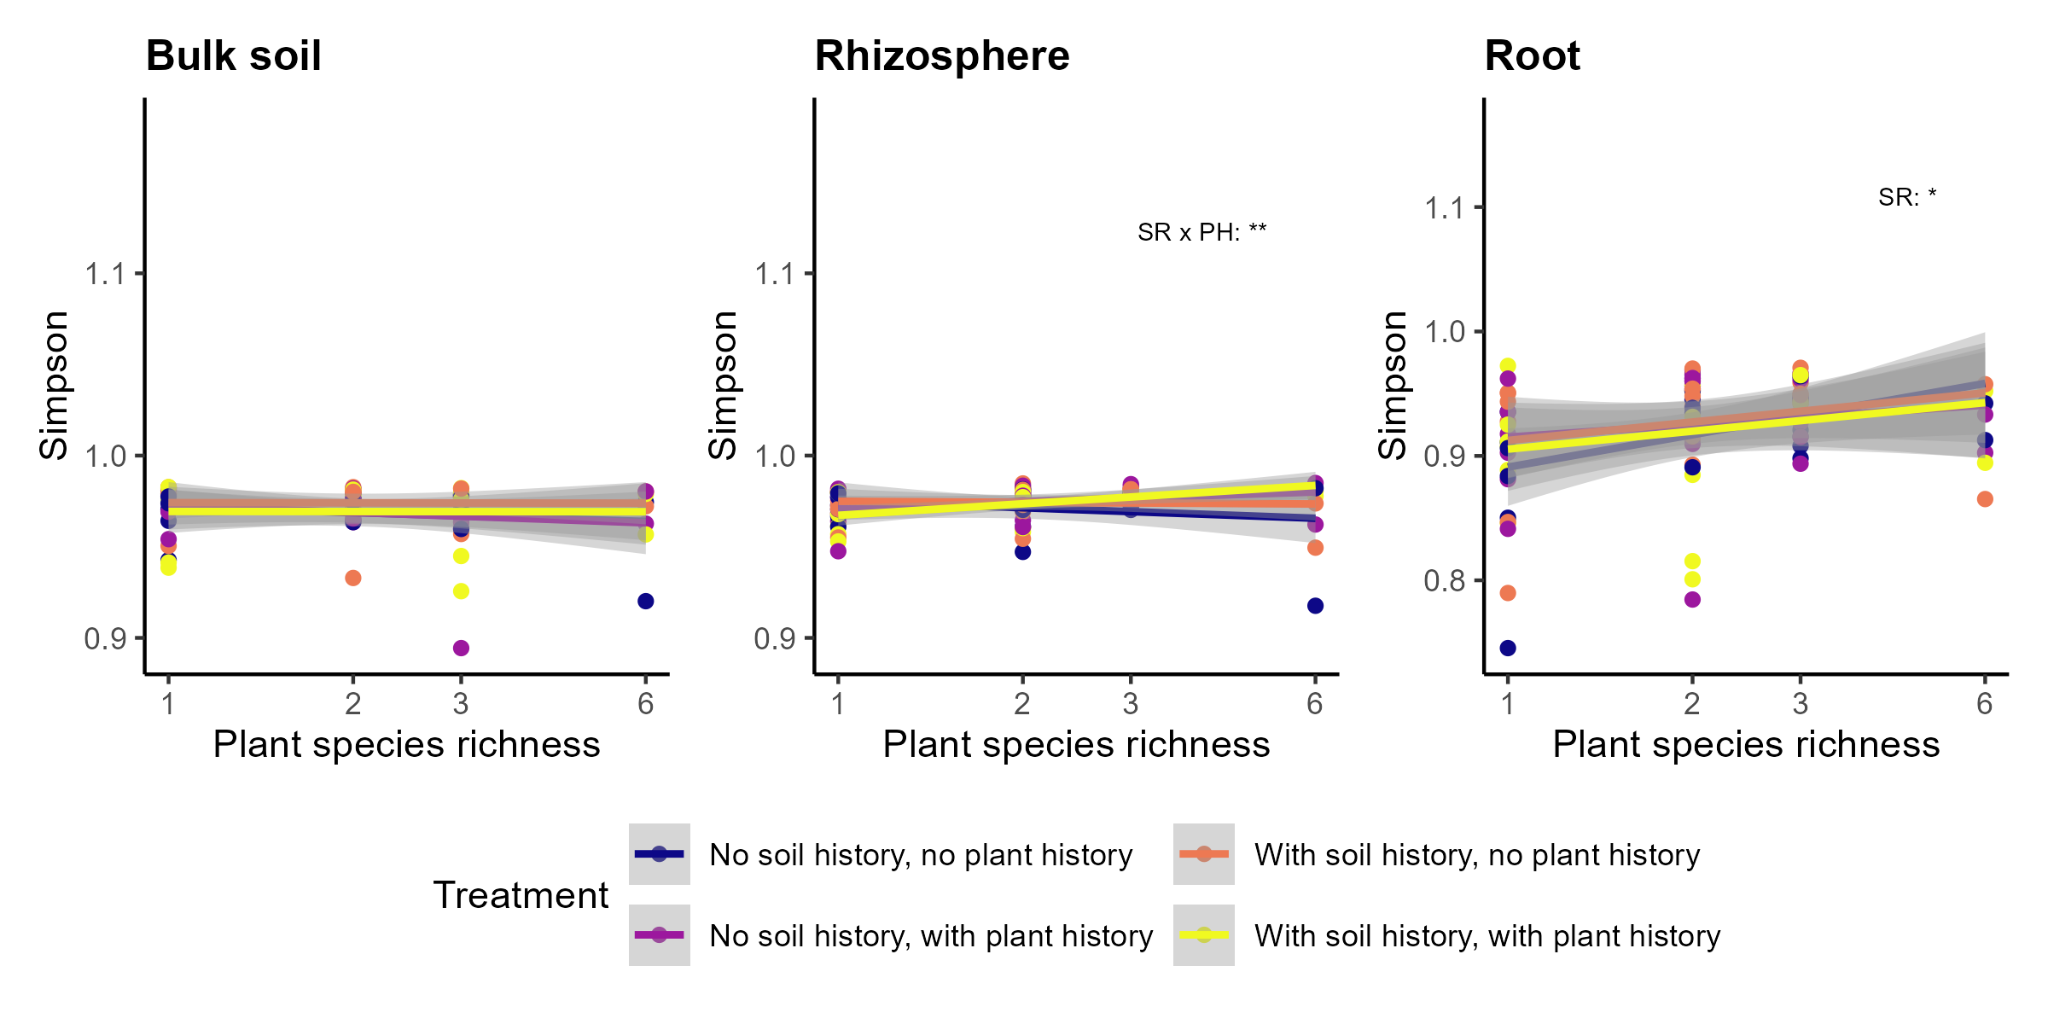 Bulk soil
Rhizosphere
Root
Simpson
1.1
1.0
0.9
1
2
3
6
Plant species richness
Simpson
SR x PH: **
1.1
1.0
0.9
1
2
3
6
Plant species richness
Simpson
SR: *
1.1
1.0
0.9
0.8
1
2
3
6
Plant species richness
Treatment
No soil history, no plant history
With soil history, no plant history
No soil history, with plant history
With soil history, with plant history